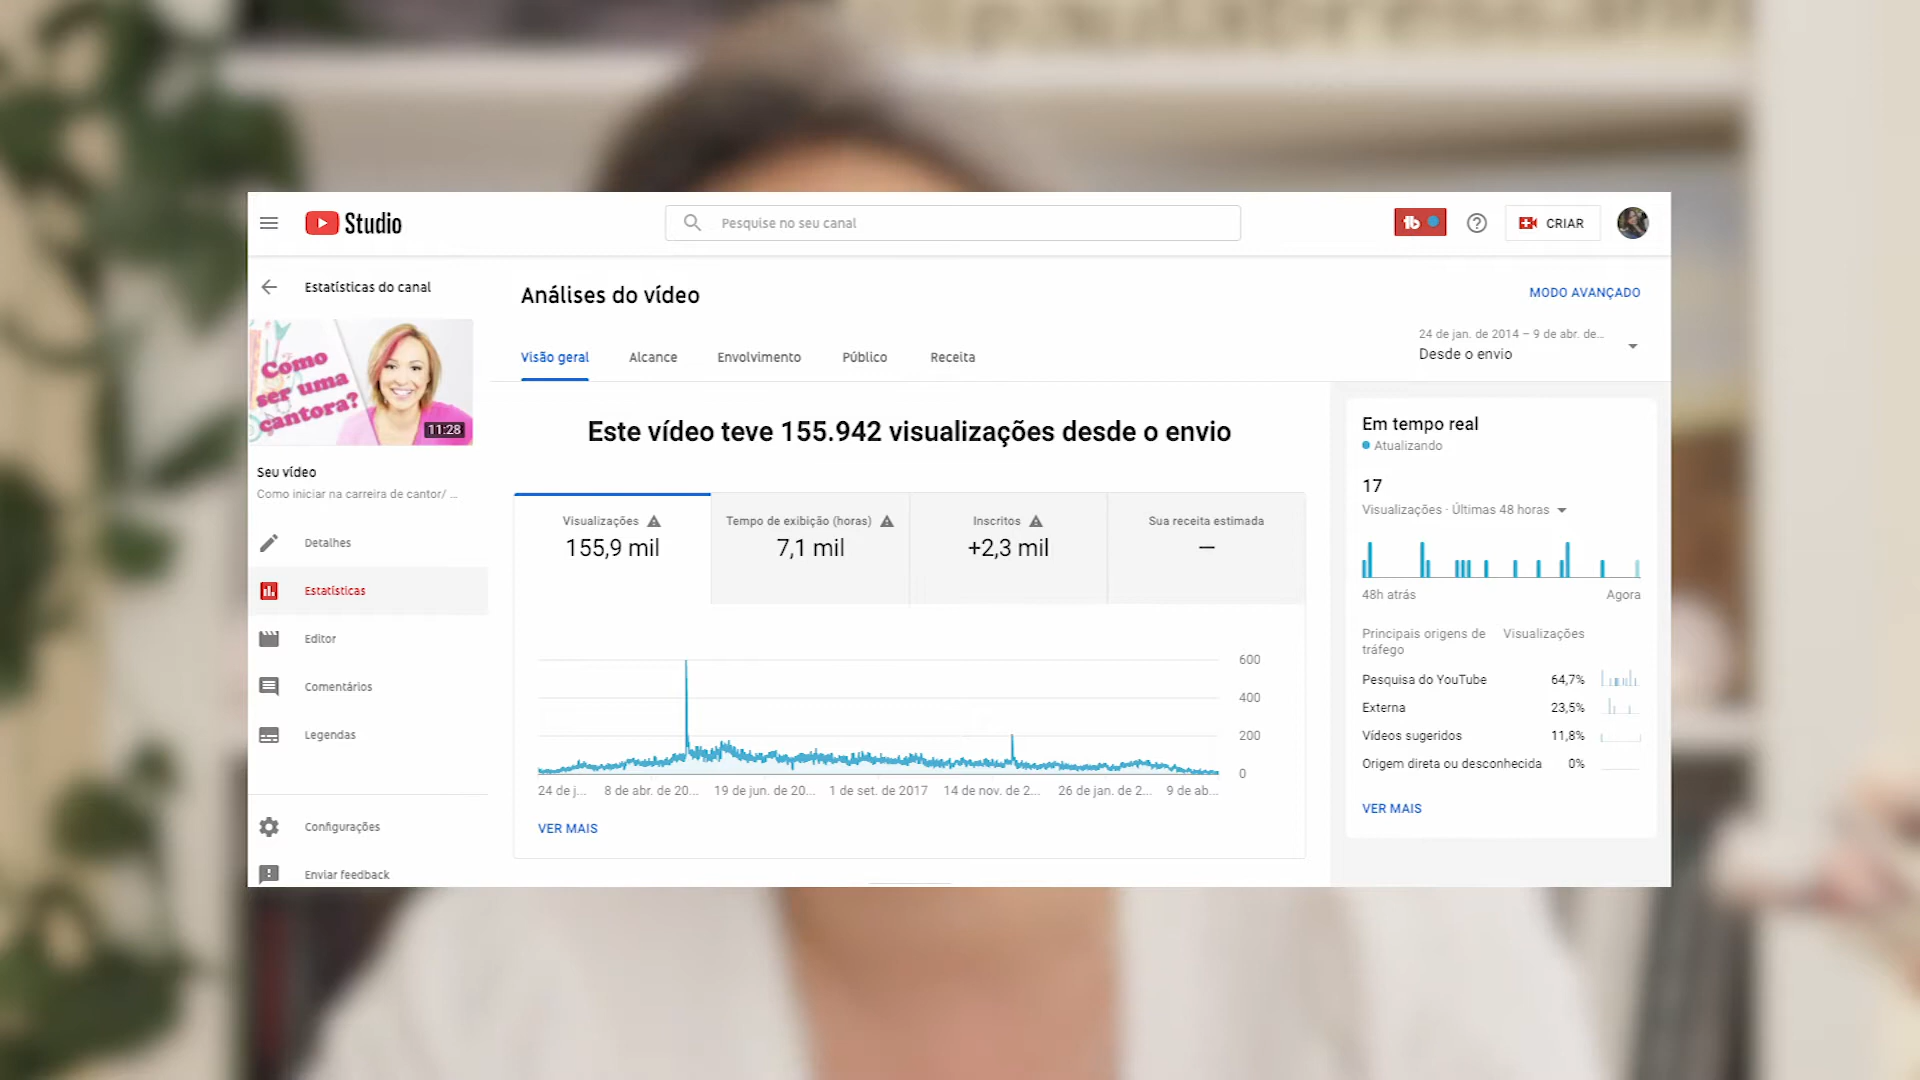 Studio
Pesquise no seu canal
CRIAR
Estatísticas do canal
Como
ser uma
cantora?
11:28
Seu vídeo
Como iniciar na carreira de cantor/ ...
Detalhes
Estatísticas
Editor
Comentários
Legendas
Configurações
Enviar feedback
Análises do vídeo
MODO AVANÇADO
Visão geral
Alcance
Envolvimento
Público
Receita
24 de jan. de 2014 – 9 de abr. de...
Desde o envio
Este vídeo teve 155.942 visualizações desde o envio
Visualizações
155,9 mil
Tempo de exibição (horas)
7,1 mil
Inscritos
+2,3 mil
Sua receita estimada
—
600
400
200
0
24 de j...
8 de abr. de 20...
19 de jun. de 20...
1 de set. de 2017
14 de nov. de 2...
26 de jan. de 2...
9 de ab...
VER MAIS
Em tempo real
Atualizando
17
Visualizações · Últimas 48 horas
48h atrás
Agora
Principais origens de tráfego
Visualizações
Pesquisa do YouTube 64,7%
Externa 23,5%
Vídeos sugeridos 11,8%
Origem direta ou desconhecida 0%
VER MAIS